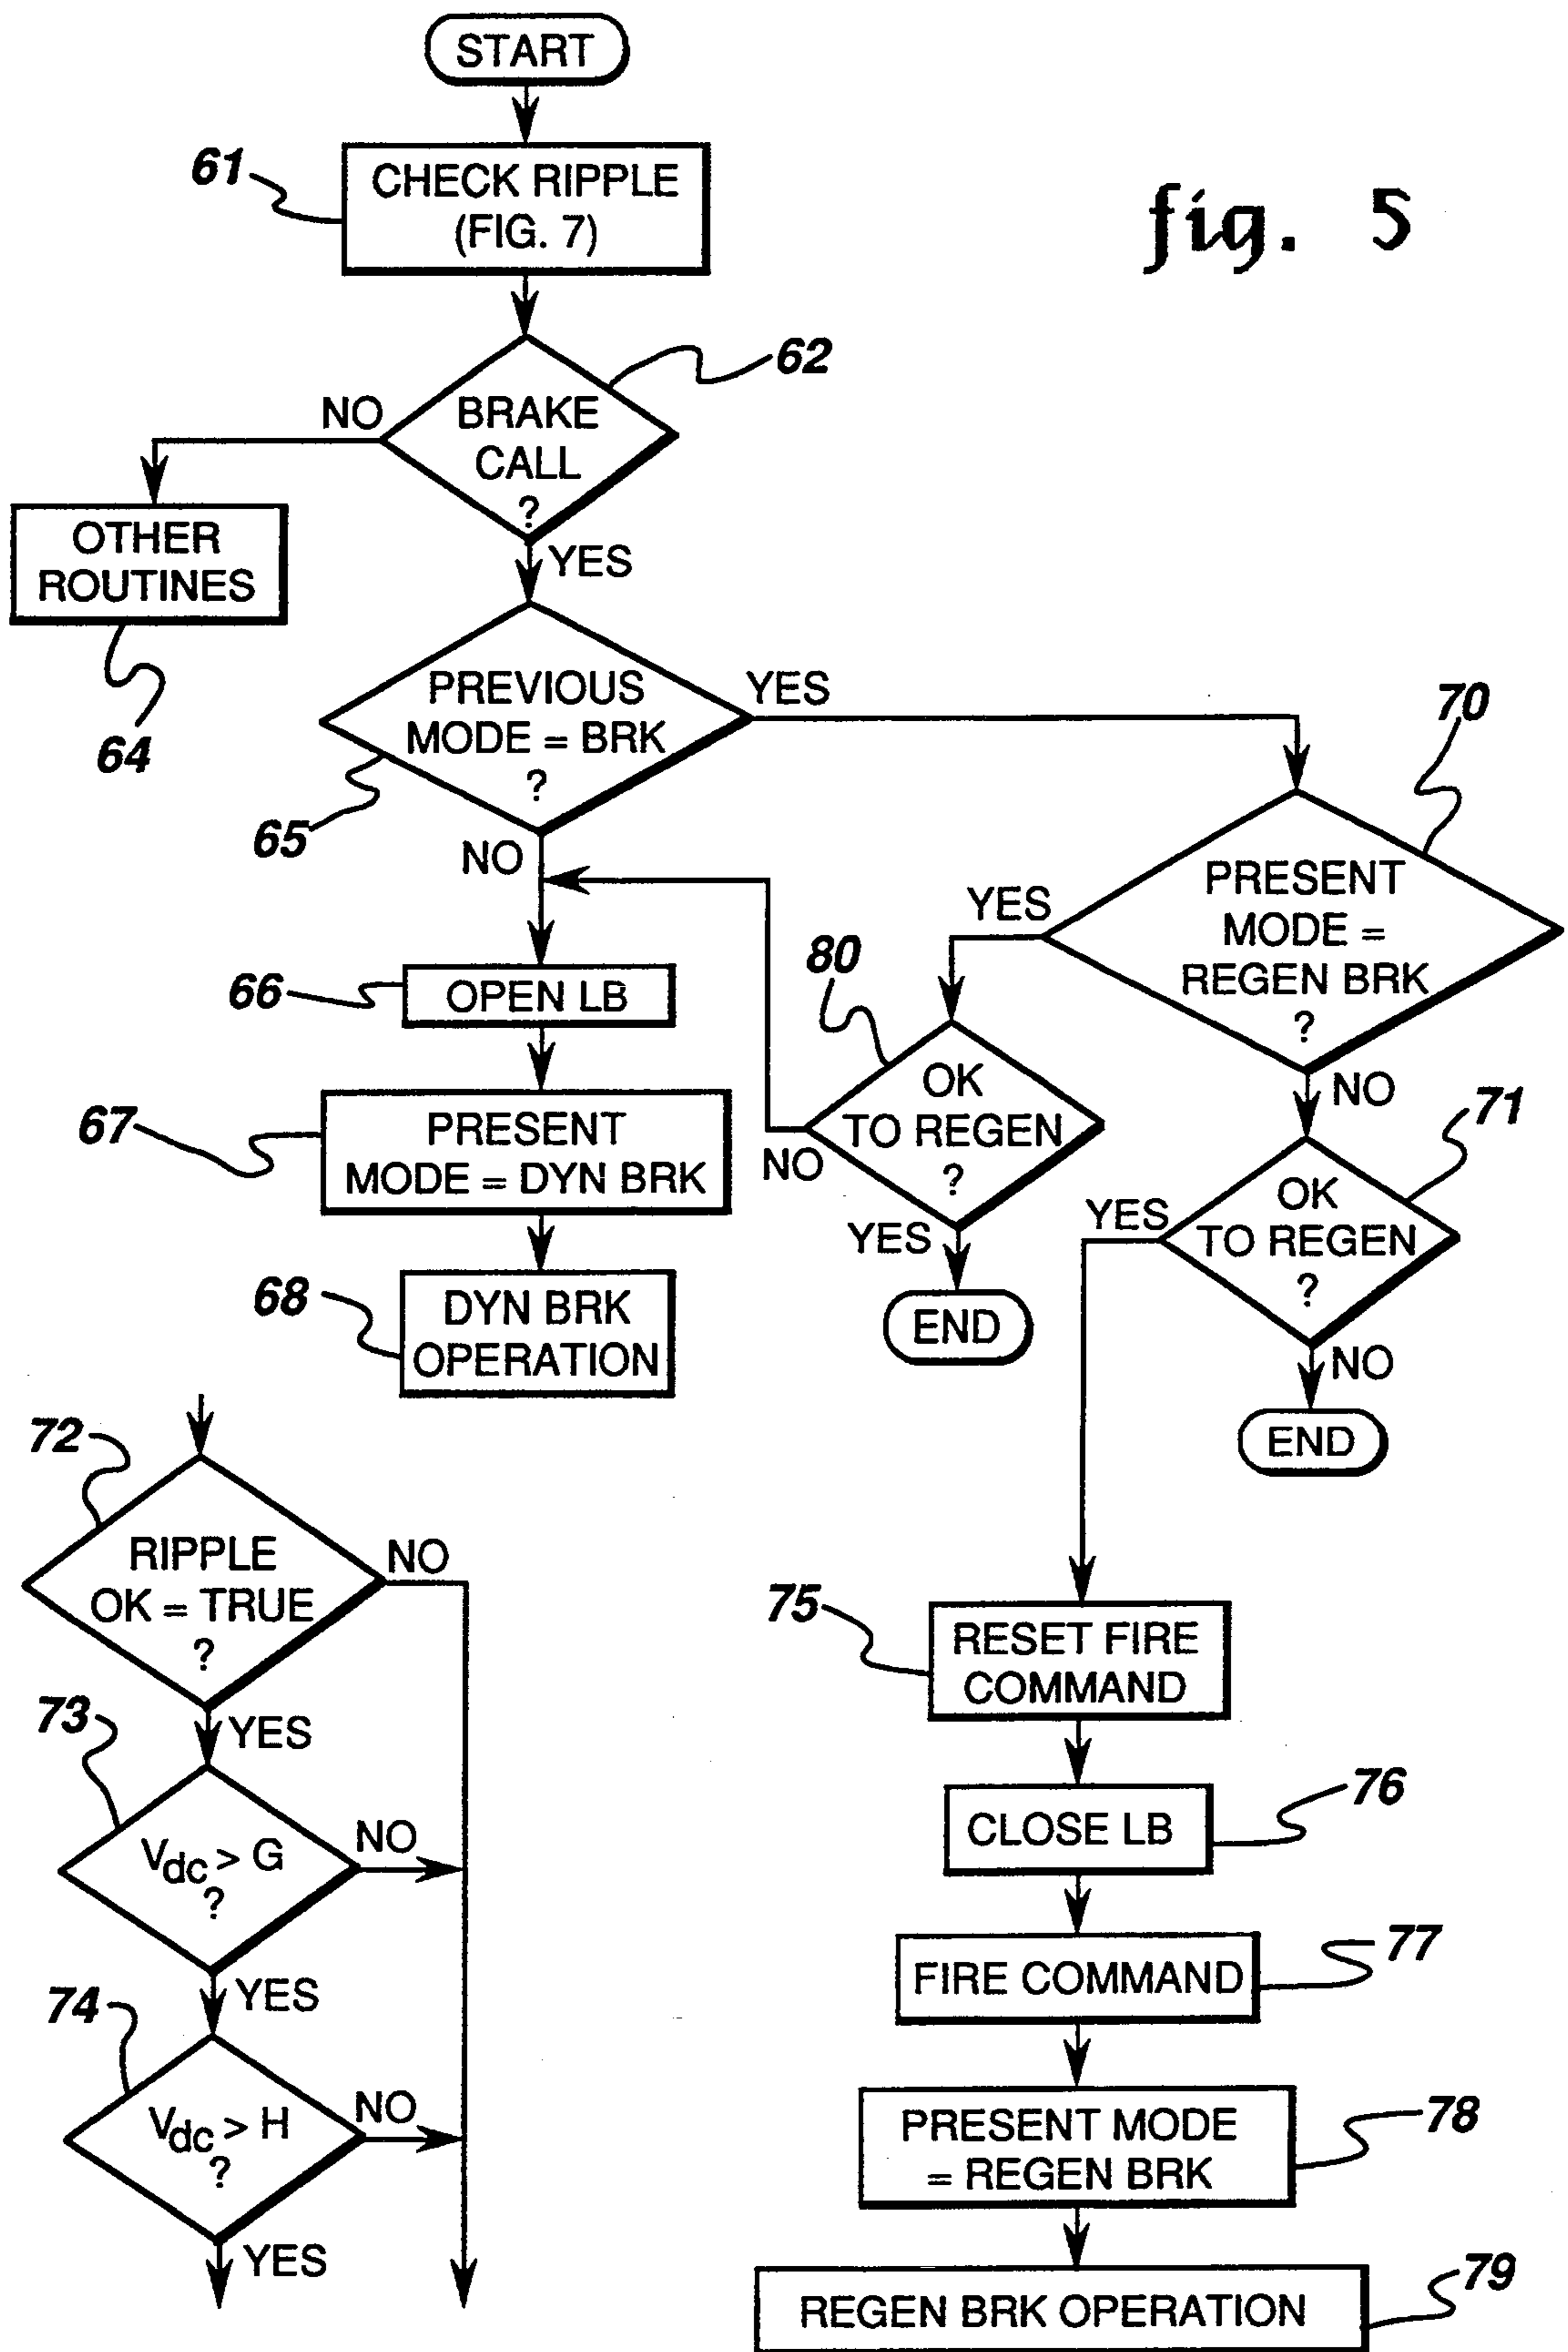 START
61
CHECK RIPPLE
(FIG. 7)
fig. 5
62
NO
BRAKE
CALL
?
YES
OTHER
ROUTINES
64
PREVIOUS
MODE = BRK
?
YES
65
NO
70
PRESENT
MODE =
REGEN BRK
?
YES
NO
80
OK
TO REGEN
?
NO
YES
END
66
OPEN LB
67
PRESENT
MODE = DYN BRK
68
DYN BRK
OPERATION
71
OK
TO REGEN
?
YES
NO
END
72
RIPPLE
OK = TRUE
?
NO
YES
73
Vdc > G
?
NO
YES
74
Vdc > H
?
NO
YES
75
RESET FIRE
COMMAND
76
CLOSE LB
77
FIRE COMMAND
78
PRESENT MODE
= REGEN BRK
79
REGEN BRK OPERATION